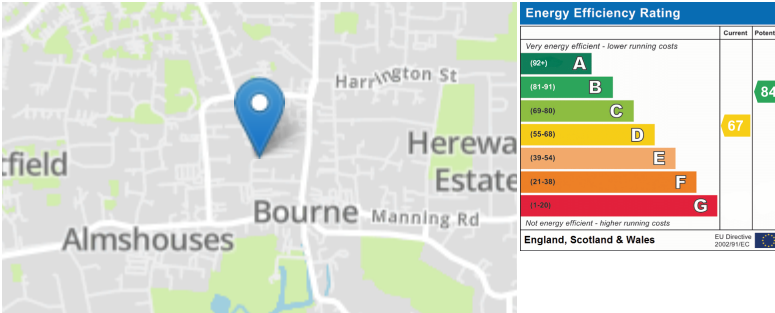 Harrington St
Herewa
Estate
tfield
Bourne
Manning Rd
Almshouses
Energy Efficiency Rating
Current
Potent
Very energy efficient - lower running costs
(92+) A
(81-91) B
84
(69-80) C
(55-68) D
67
(39-54) E
(21-38) F
(1-20) G
Not energy efficient - higher running costs
England, Scotland & Wales
EU Directive
2002/91/EC